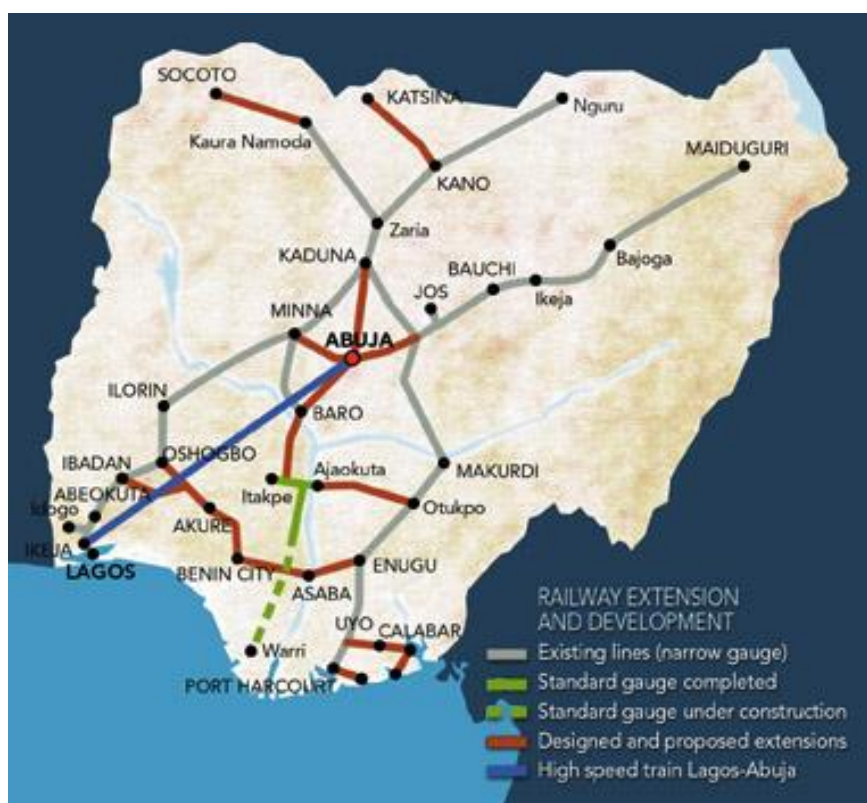 SOCOTO
KATSINA
Nguru
Kaura Namoda
MAIDUGURI
KANO
Zaria
KADUNA
Bajoga
BAUCHI
Ikeja
JOS
MINNA
ABUJA
ILORIN
BARO
OSHOGBO
IBADAN
MAKURDI
Ajaokuta
Itakpe
ABEOKUTA
Idogo
Otukpo
AKURE
IKEJA
LAGOS
BENIN CITY
ENUGU
ASABA
UYO
CALABAR
Warri
PORT HARCOURT
RAILWAY EXTENSION
AND DEVELOPMENT
Existing lines (narrow gauge)
Standard gauge completed
Standard gauge under construction
Designed and proposed extensions
High speed train Lagos-Abuja